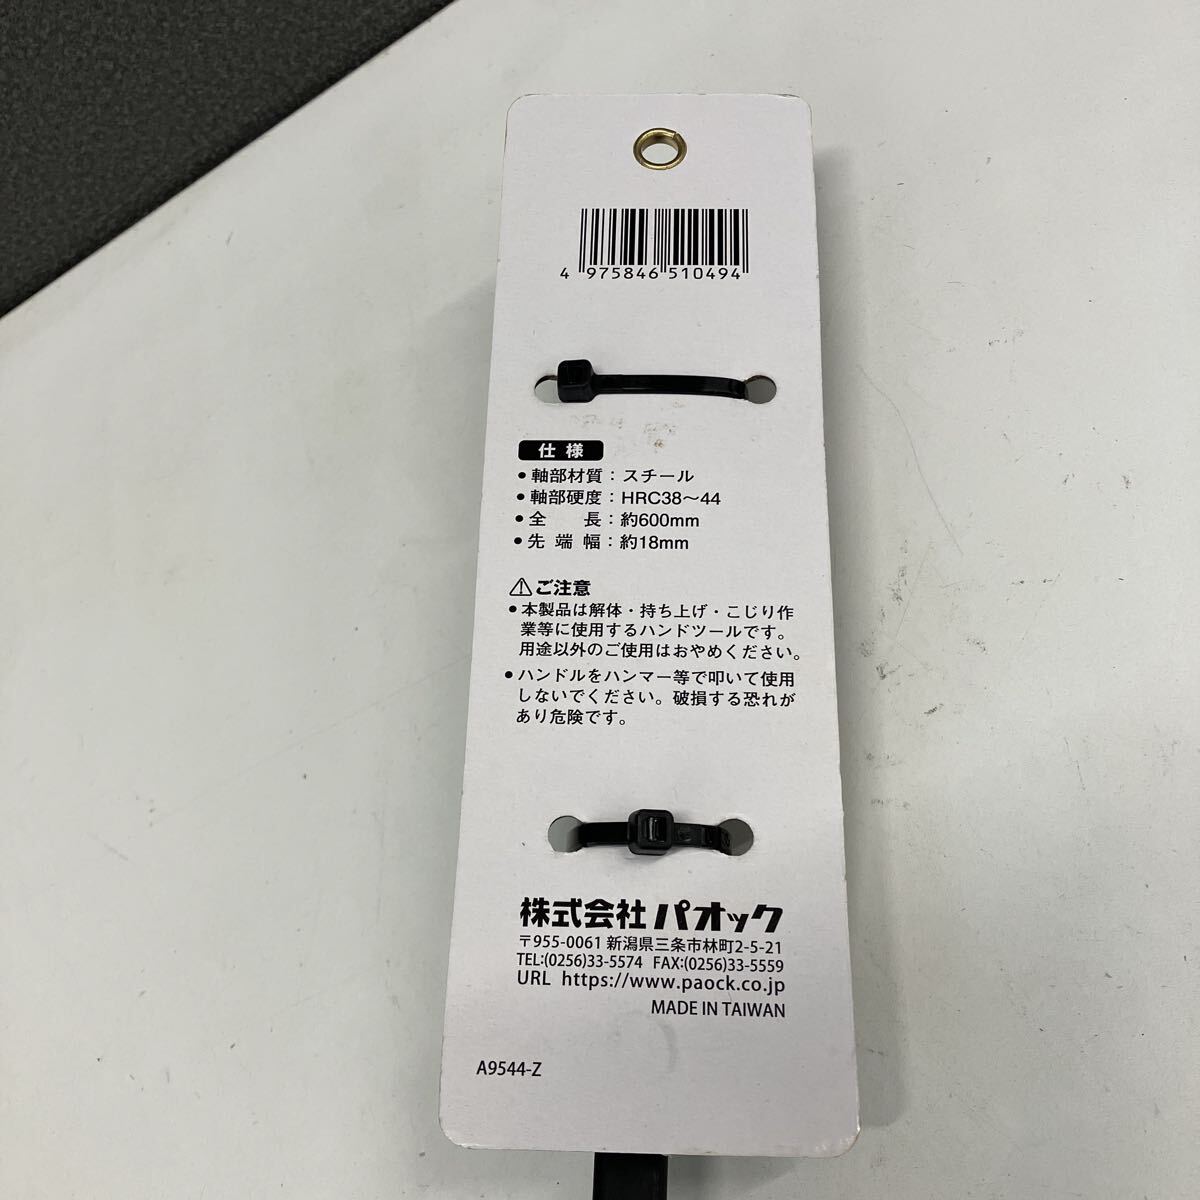 4 975846 510494
仕様
●軸部材質：スチール
●軸部硬度：HRC38～44
●全　　長：約600mm
●先 端 幅：約18mm
⚠ご注意
●本製品は解体・持ち上げ・こじり作
業等に使用するハンドツールです。
用途以外のご使用はおやめください。
●ハンドルをハンマー等で叩いて使用
しないでください。破損する恐れが
あり危険です。
株式会社 パオック
〒955-0061 新潟県三条市林町2-5-21
TEL:(0256)33-5574 FAX:(0256)33-5559
URL https://www.paock.co.jp
MADE IN TAIWAN
A9544-Z